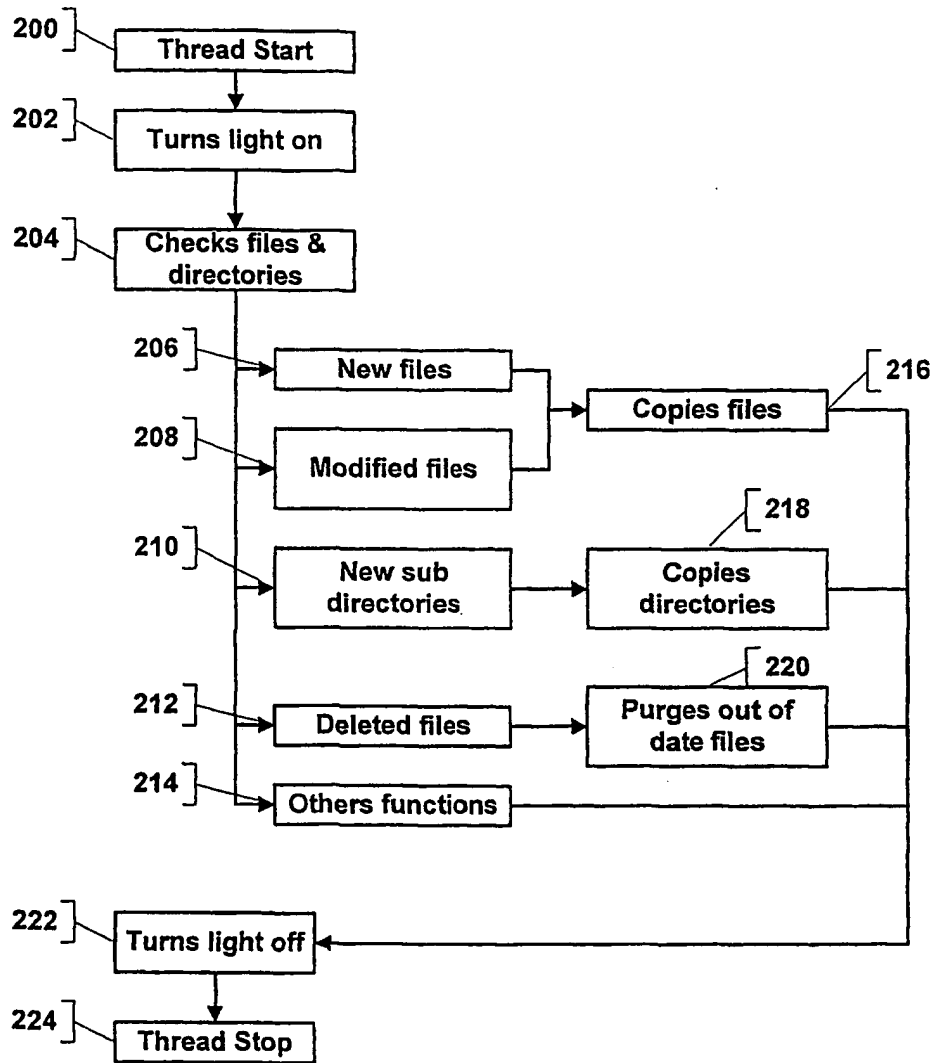 200
Thread Start
202
Turns light on
204
Checks files &
directories
206
New files
216
Copies files
208
Modified files
218
210
New sub
directories
Copies
directories
220
212
Deleted files
Purges out of
date files
214
Others functions
222
Turns light off
224
Thread Stop